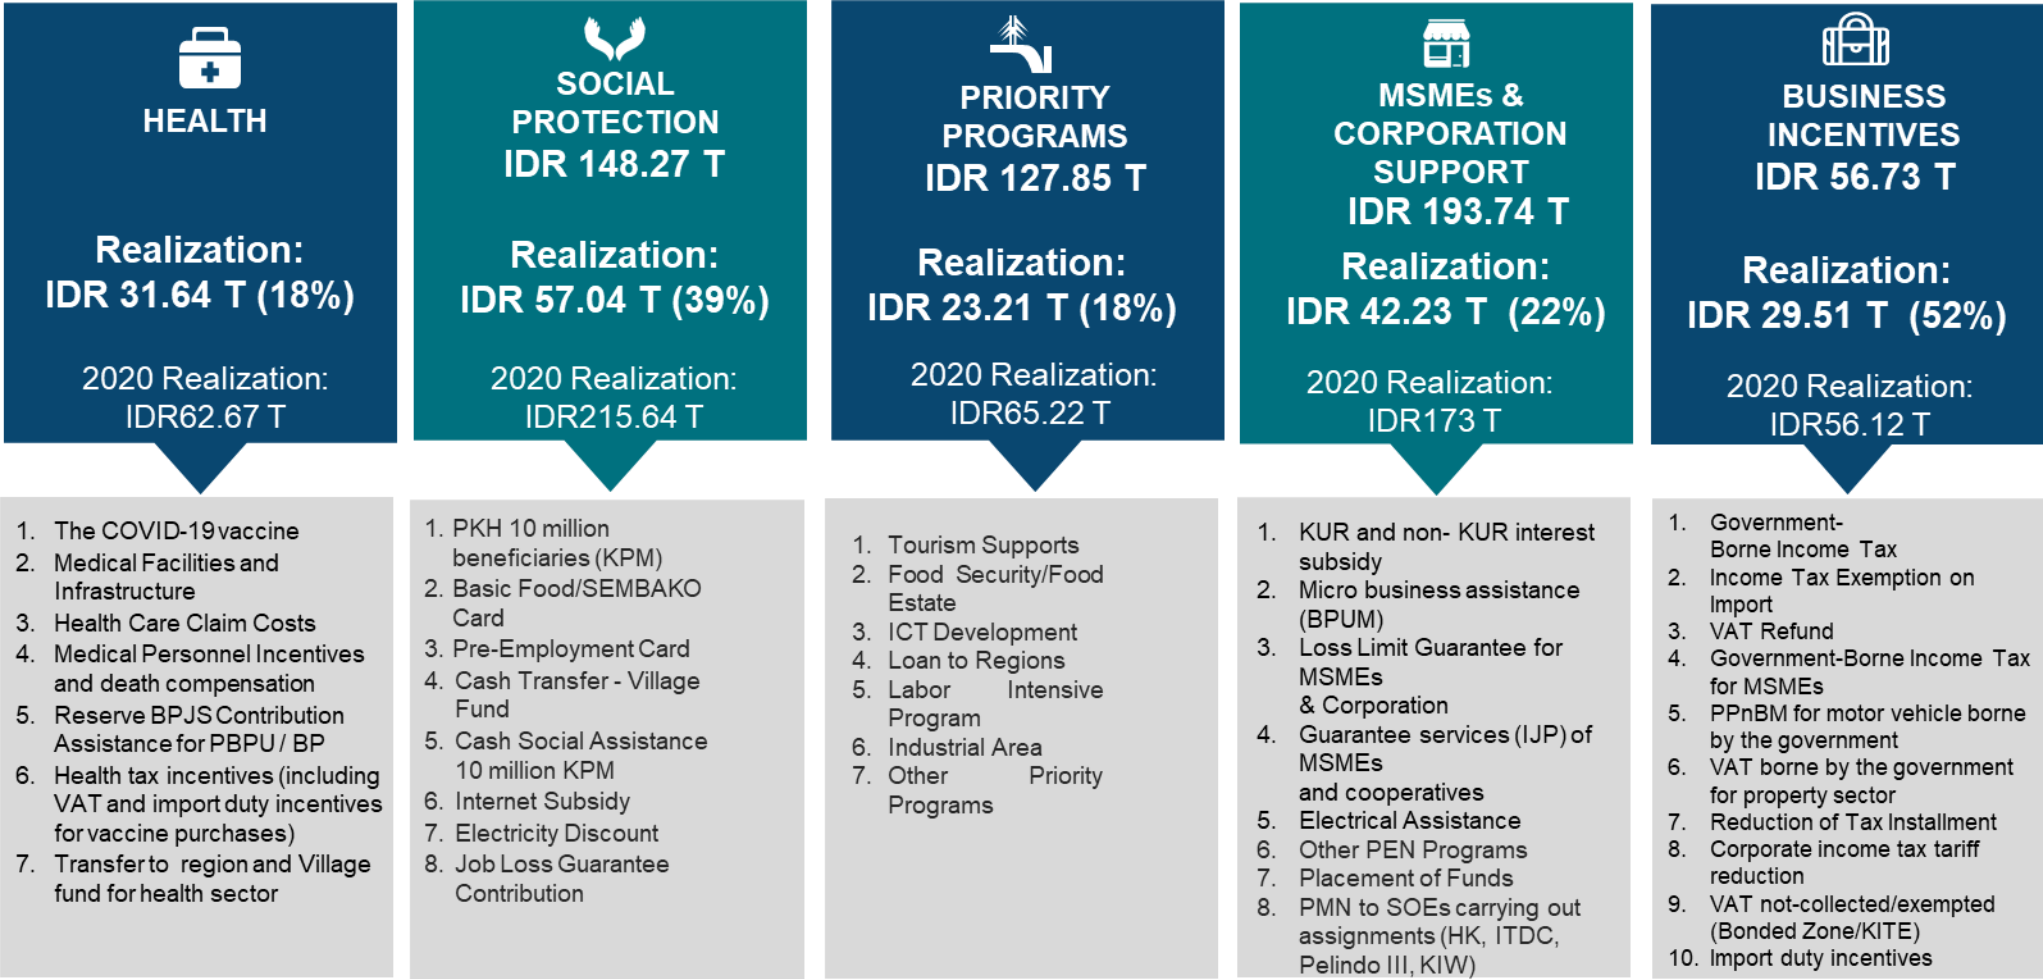 HEALTH
Realization:
IDR 31.64 T (18%)
2020 Realization:
IDR62.67 T
1. The COVID-19 vaccine
2. Medical Facilities and
Infrastructure
3. Health Care Claim Costs
4. Medical Personnel Incentives
and death compensation
5. Reserve BPJS Contribution
Assistance for PBPU / BP
6. Health tax incentives (including
VAT and import duty incentives
for vaccine purchases)
7. Transfer to region and Village
fund for health sector
SOCIAL
PROTECTION
IDR 148.27 T
Realization:
IDR 57.04 T (39%)
2020 Realization:
IDR215.64 T
1. PKH 10 million
beneficiaries (KPM)
2. Basic Food/SEMBAKO
Card
3. Pre-Employment Card
4. Cash Transfer - Village
Fund
5. Cash Social Assistance
10 million KPM
6. Internet Subsidy
7. Electricity Discount
8. Job Loss Guarantee
Contribution
PRIORITY
PROGRAMS
IDR 127.85 T
Realization:
IDR 23.21 T (18%)
2020 Realization:
IDR65.22 T
1. Tourism Supports
2. Food Security/Food
Estate
3. ICT Development
4. Loan to Regions
5. Labor Intensive
Program
6. Industrial Area
7. Other Priority
Programs
MSMEs &
CORPORATION
SUPPORT
IDR 193.74 T
Realization:
IDR 42.23 T (22%)
2020 Realization:
IDR173 T
1. KUR and non- KUR interest
subsidy
2. Micro business assistance
(BPUM)
3. Loss Limit Guarantee for
MSMEs
& Corporation
4. Guarantee services (IJP) of
MSMEs
and cooperatives
5. Electrical Assistance
6. Other PEN Programs
7. Placement of Funds
8. PMN to SOEs carrying out
assignments (HK, ITDC,
Pelindo III, KIW)
BUSINESS
INCENTIVES
IDR 56.73 T
Realization:
IDR 29.51 T (52%)
2020 Realization:
IDR56.12 T
1. Government-
Borne Income Tax
2. Income Tax Exemption on
Import
3. VAT Refund
4. Government-Borne Income Tax
for MSMEs
5. PPnBM for motor vehicle borne
by the government
6. VAT borne by the government
for property sector
7. Reduction of Tax Installment
8. Corporate income tax tariff
reduction
9. VAT not-collected/exempted
(Bonded Zone/KITE)
10. Import duty incentives